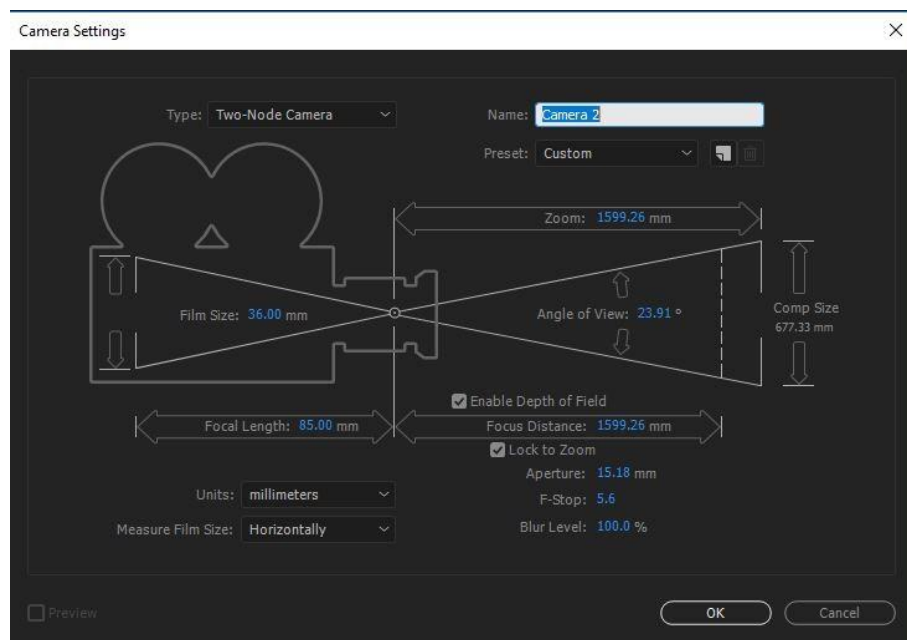 Camera Settings
Type: Two-Node Camera
Name: Camera 2
Preset: Custom
Zoom: 1599.26 mm
Film Size: 36.00 mm
Angle of View: 23.91 °
Comp Size
677.33 mm
Enable Depth of Field
Focal Length: 85.00 mm
Focus Distance: 1599.26 mm
Lock to Zoom
Aperture: 15.18 mm
Units: millimeters
F-Stop: 5.6
Measure Film Size: Horizontally
Blur Level: 100.0 %
Preview
OK
Cancel